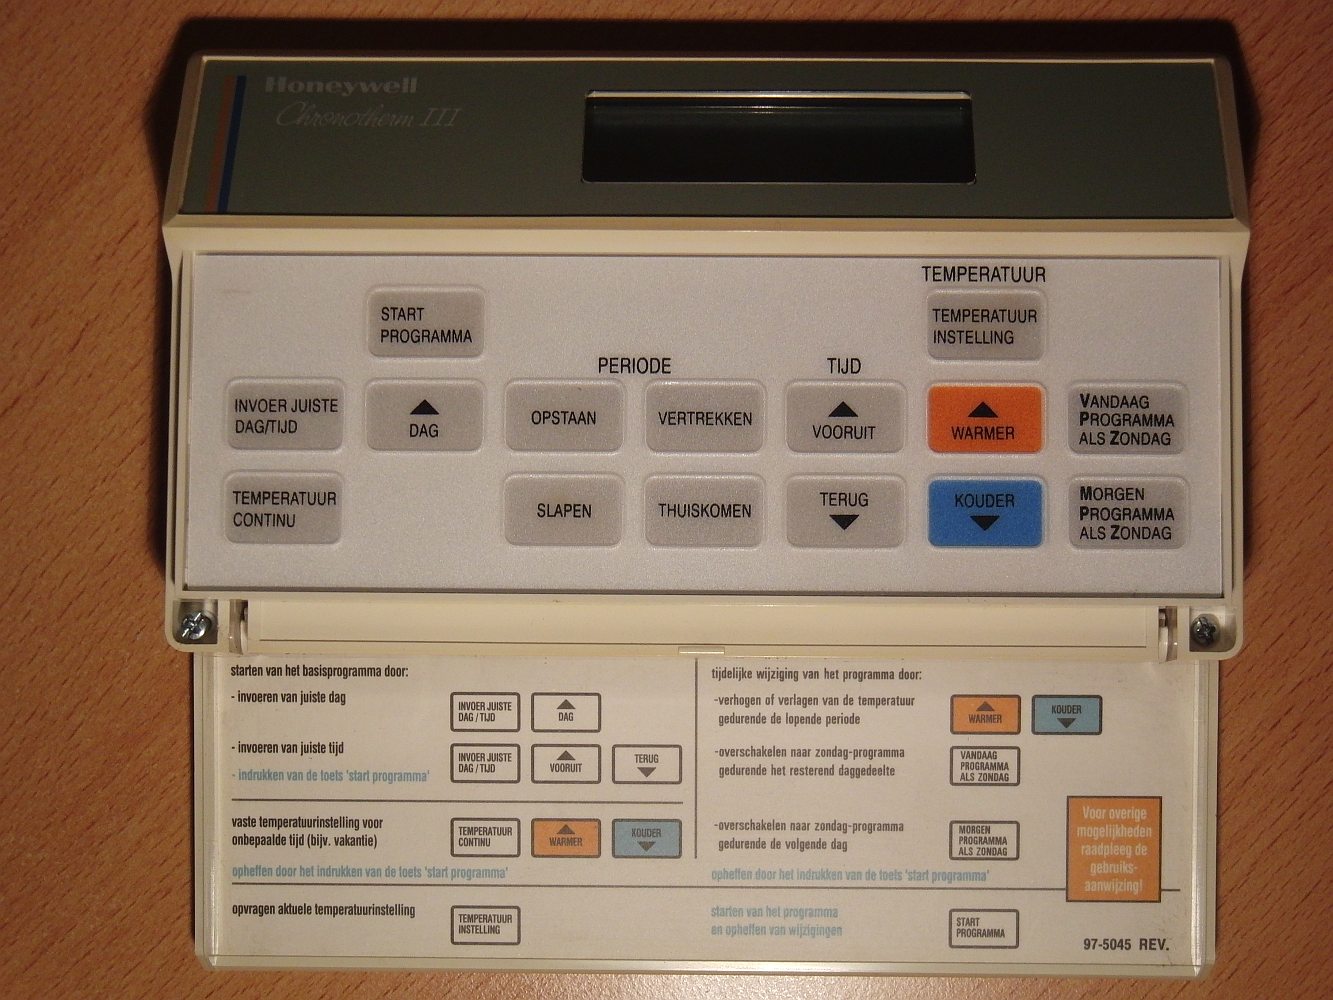 Honeywell
Chronotherm III
TEMPERATUUR
START
PROGRAMMA
TEMPERATUUR
INSTELLING
PERIODE
TIJD
INVOER JUISTE
DAG/TIJD
DAG
OPSTAAN
VERTREKKEN
VOORUIT
WARMER
VANDAAG
PROGRAMMA
ALS ZONDAG
TEMPERATUUR
CONTINU
SLAPEN
THUISKOMEN
TERUG
KOUDER
MORGEN
PROGRAMMA
ALS ZONDAG
starten van het basisprogramma door:
- invoeren van juiste dag
INVOER JUISTE
DAG / TIJD
DAG
- invoeren van juiste tijd
INVOER JUISTE
DAG / TIJD
VOORUIT
TERUG
- indrukken van de toets 'start programma'
vaste temperatuurinstelling voor
onbepaalde tijd (bijv. vakantie)
TEMPERATUUR
CONTINU
WARMER
KOUDER
opheffen door het indrukken van de toets 'start programma'
opvragen aktuele temperatuurinstelling
TEMPERATUUR
INSTELLING
tijdelijke wijziging van het programma door:
-verhogen of verlagen van de temperatuur
gedurende de lopende periode
WARMER
KOUDER
-overschakelen naar zondag-programma
gedurende het resterend daggedeelte
VANDAAG
PROGRAMMA
ALS ZONDAG
-overschakelen naar zondag-programma
gedurende de volgende dag
MORGEN
PROGRAMMA
ALS ZONDAG
opheffen door het indrukken van de toets 'start programma'
starten van het programma
en opheffen van wijzigingen
START
PROGRAMMA
Voor overige
mogelijkheden
raadpleeg de
gebruiks-
aanwijzing!
97-5045 REV.